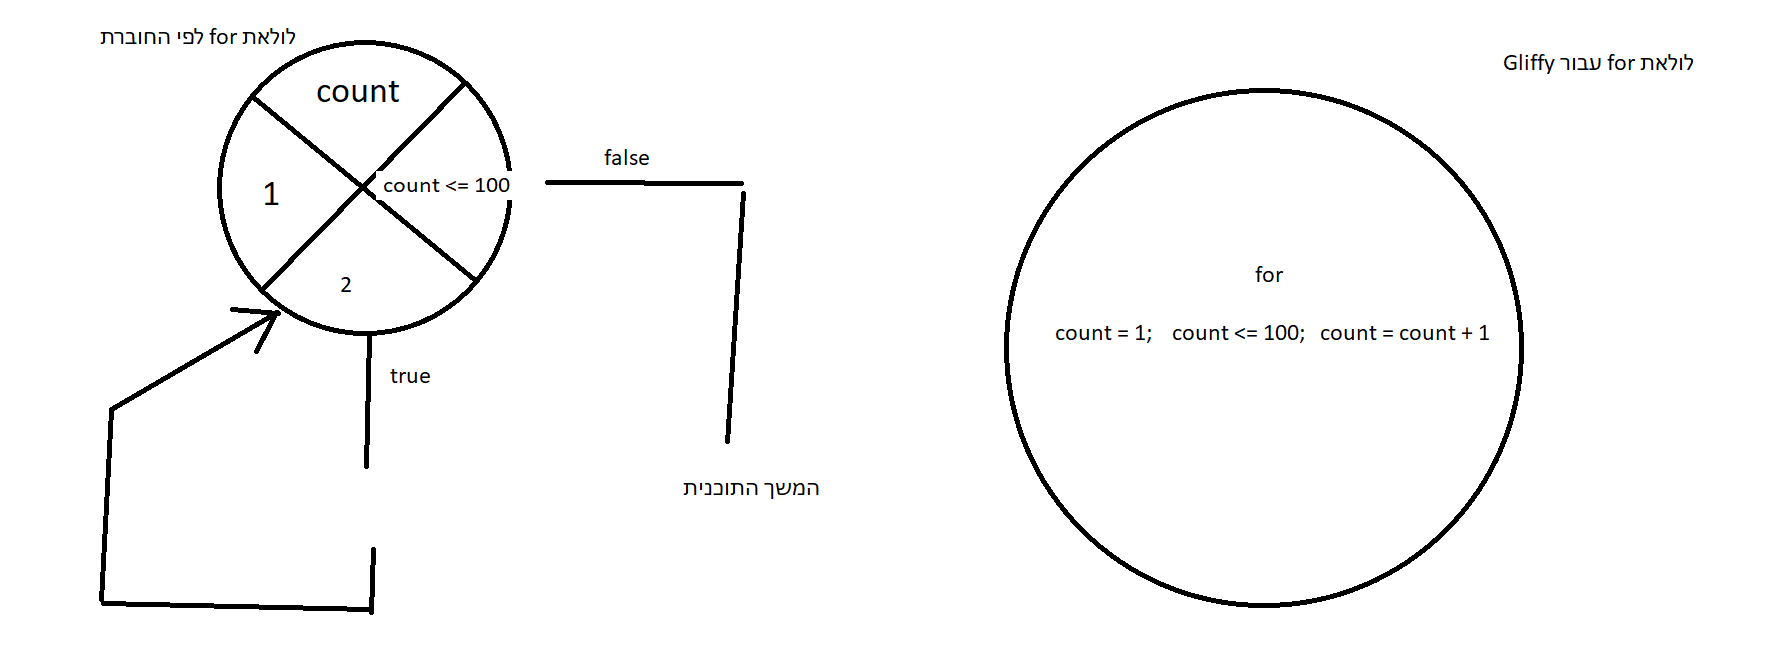 לולאת for לפי החוברת
count
1
count <= 100
2
true
false
המשך התוכנית
לולאת for עבור Gliffy
for
count = 1; count <= 100; count = count + 1